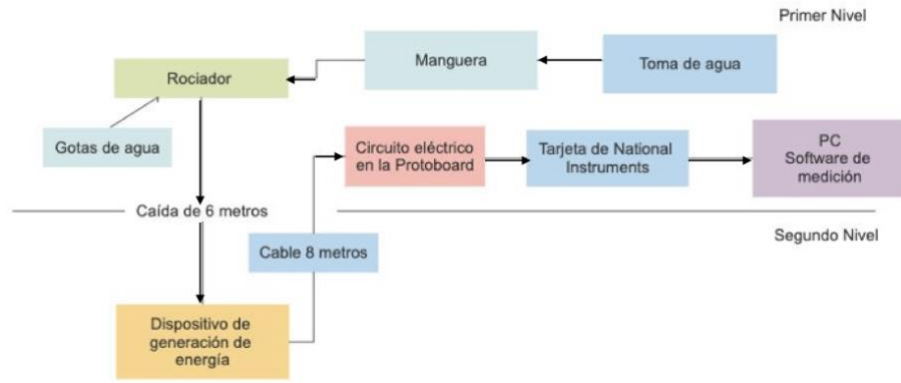 Primer Nivel
Manguera
Toma de agua
Rociador
Gotas de agua
Circuito eléctrico
en la Protoboard
Tarjeta de National
Instruments
PC
Software de
medición
Caída de 6 metros
Segundo Nivel
Cable 8 metros
Dispositivo de
generación de
energía